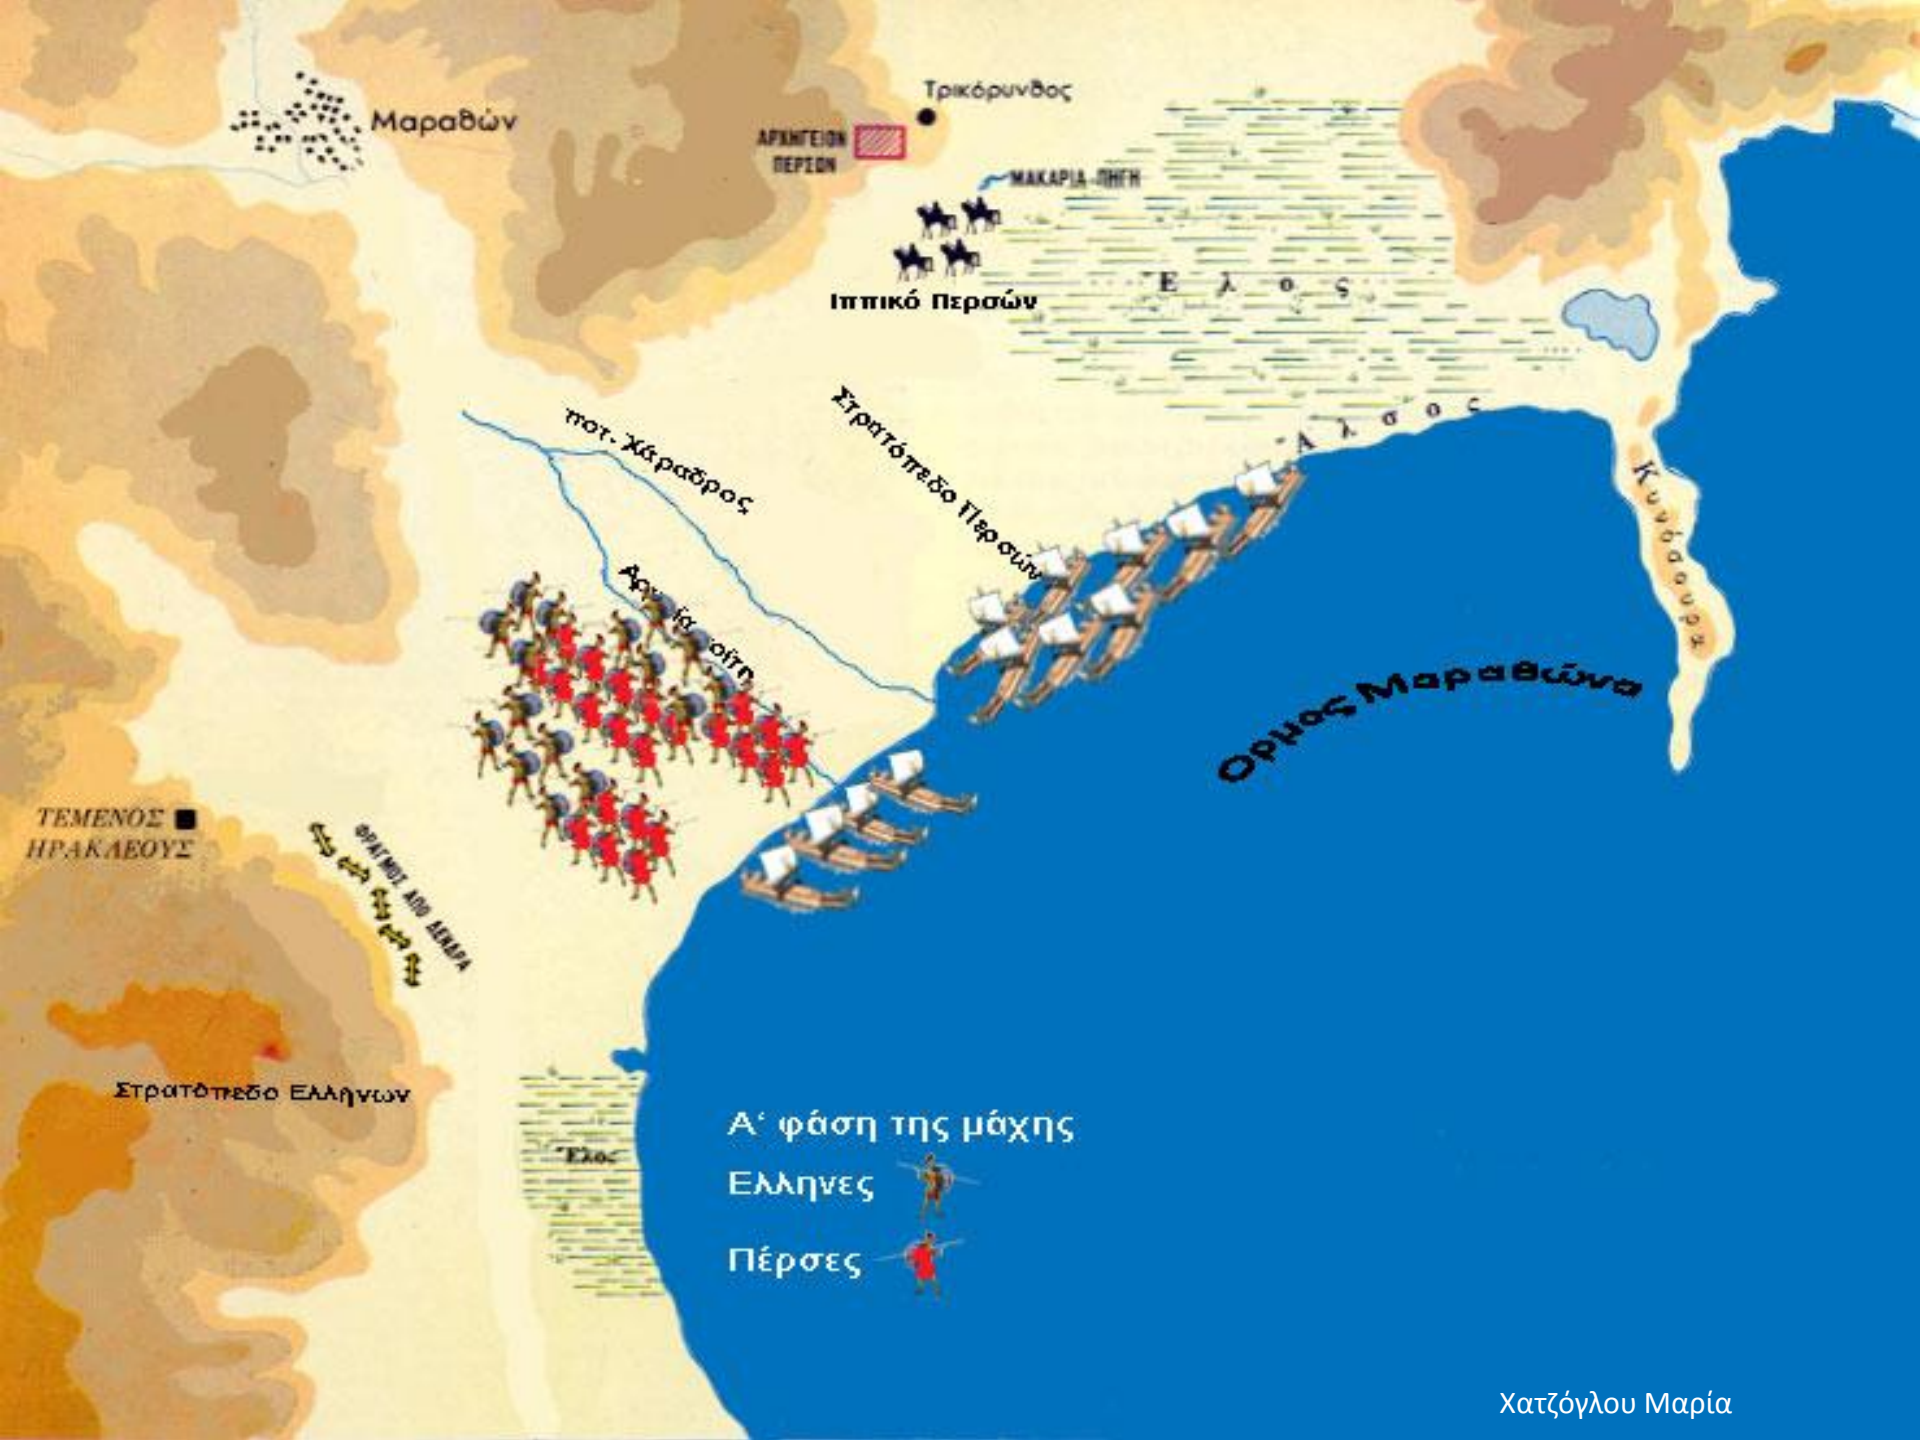 Τρικόρυνθος
Μαραθών
ΑΡΧΗΓΕΙΟΝ
ΠΕΡΣΩΝ
ΜΑΚΑΡΙΑ ΠΗΓΗ
Έλος
Ιππικό Περσών
ποτ. Χάραδρος
Στρατόπεδο Περσών
Άλσος
Κυνόσουρα
Όρμος Μαραθώνα
ΤΕΜΕΝΟΣ
ΗΡΑΚΛΕΟΥΣ
ΦΡΑΓΜΟΣ ΑΠΟ ΔΕΝΔΡΑ
Στρατόπεδο Ελλήνων
Έλος
Α‘ φάση της μάχης
Ελληνες
Πέρσες
Χατζόγλου Μαρία